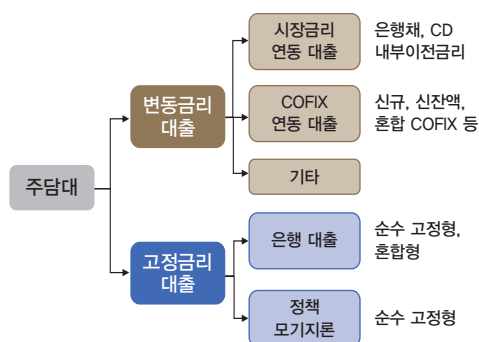 시장금리
연동 대출
은행채, CD
내부이전금리
변동금리
대출
COFIX
연동 대출
신규, 신잔액,
혼합 COFIX 등
기타
주담대
고정금리
대출
은행 대출
순수 고정형,
혼합형
정책
모기지론
순수 고정형